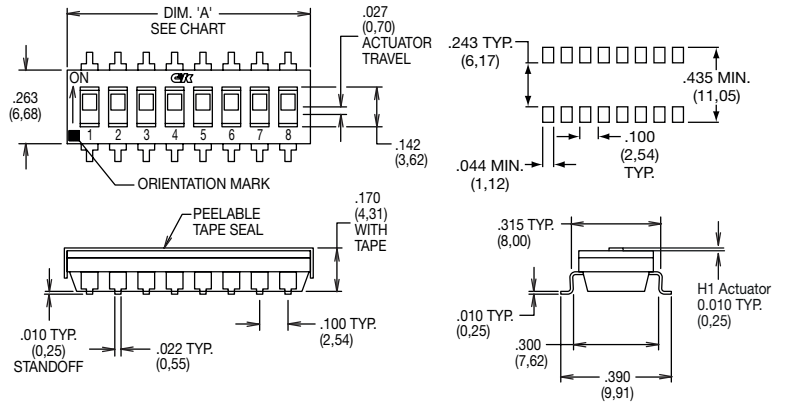 DIM. 'A'
SEE CHART
.027
(0,70)
ACTUATOR
TRAVEL
ON
C&K
.263
(6,68)
1 2 3 4 5 6 7 8
.142
(3,62)
ORIENTATION MARK
.243 TYP.
(6,17)
.435 MIN.
(11,05)
.100
(2,54)
TYP.
.044 MIN.
(1,12)
PEELABLE
TAPE SEAL
.170
(4,31)
WITH
TAPE
.010 TYP.
(0,25)
STANDOFF
.022 TYP.
(0,55)
.100 TYP.
(2,54)
.315 TYP.
(8,00)
H1 Actuator
0.010 TYP.
(0,25)
.010 TYP.
(0,25)
.300
(7,62)
.390
(9,91)